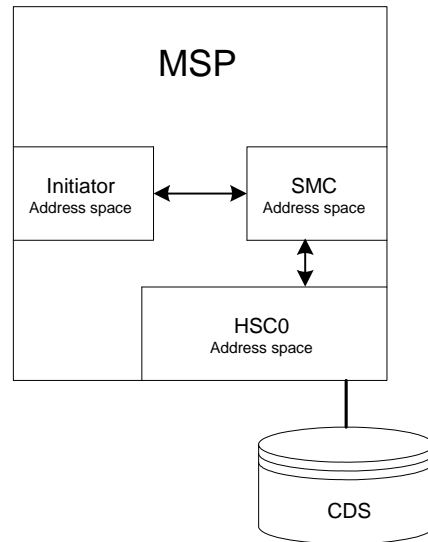 MSP
Initiator
Address space
SMC
Address space
HSC0
Address space
CDS